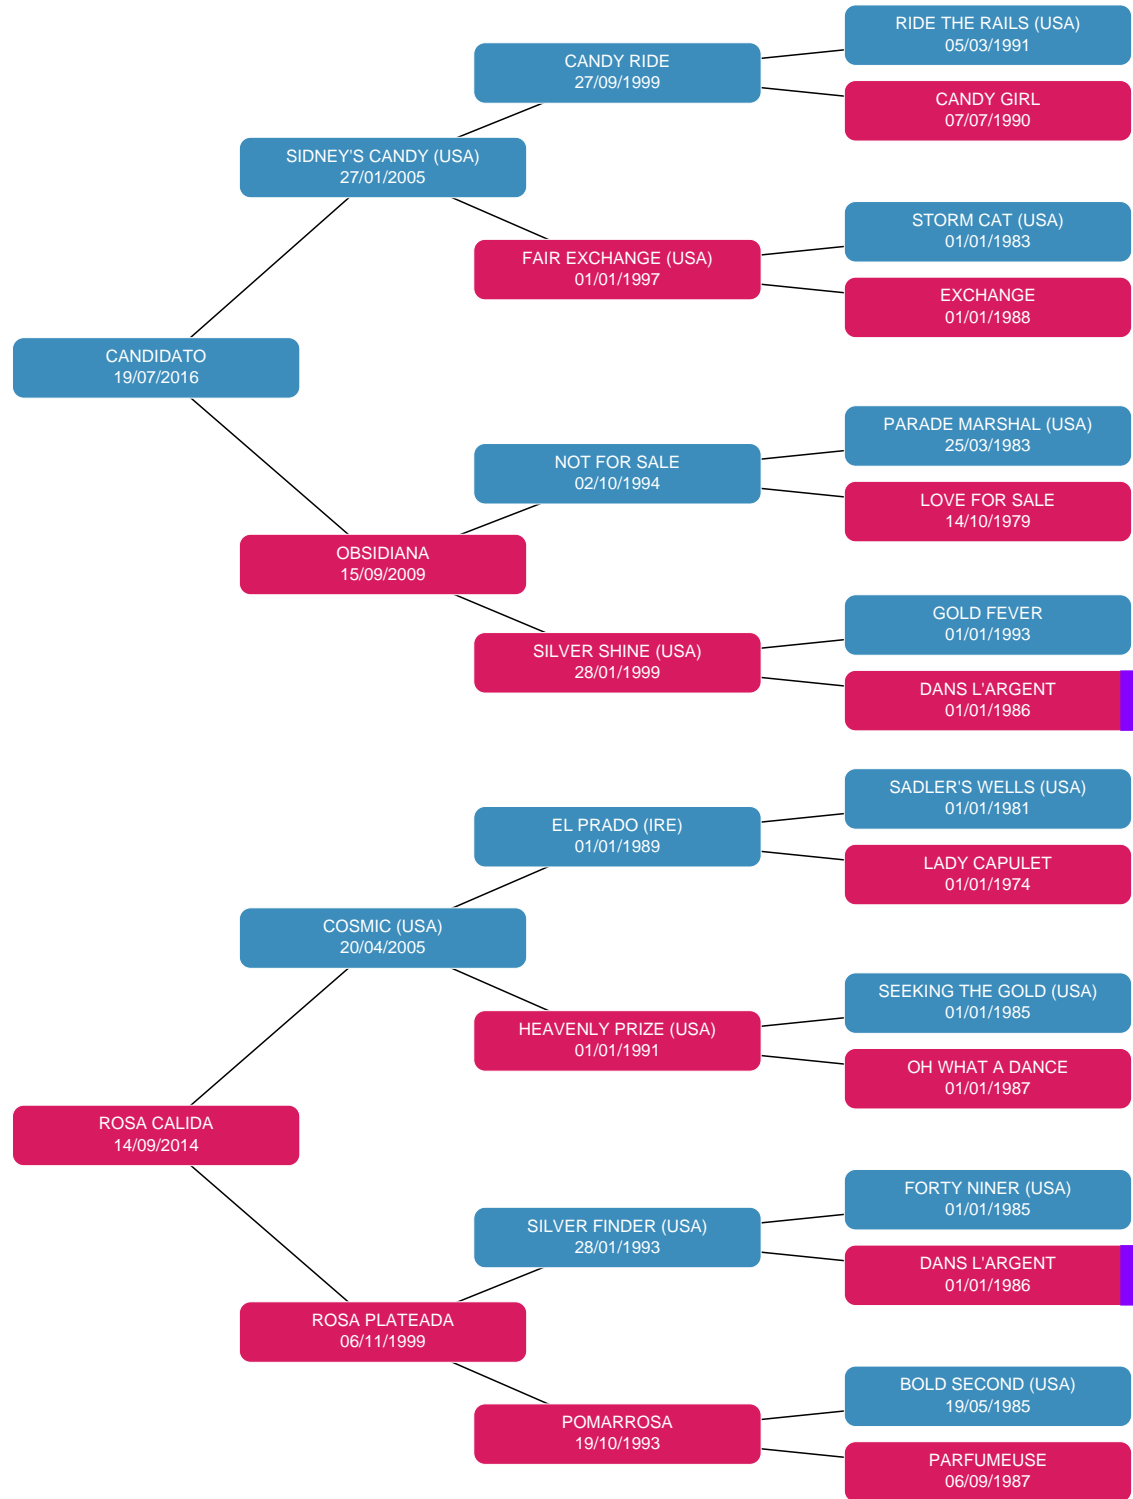 RIDE THE RAILS (USA)
05/03/1991
CANDY RIDE
27/09/1999
CANDY GIRL
07/07/1990
SIDNEY'S CANDY (USA)
27/01/2005
STORM CAT (USA)
01/01/1983
FAIR EXCHANGE (USA)
01/01/1997
EXCHANGE
01/01/1988
CANDIDATO
19/07/2016
PARADE MARSHAL (USA)
25/03/1983
NOT FOR SALE
02/10/1994
LOVE FOR SALE
14/10/1979
OBSIDIANA
15/09/2009
GOLD FEVER
01/01/1993
SILVER SHINE (USA)
28/01/1999
DANS L'ARGENT
01/01/1986
SADLER'S WELLS (USA)
01/01/1981
EL PRADO (IRE)
01/01/1989
LADY CAPULET
01/01/1974
COSMIC (USA)
20/04/2005
SEEKING THE GOLD (USA)
01/01/1985
HEAVENLY PRIZE (USA)
01/01/1991
OH WHAT A DANCE
01/01/1987
ROSA CALIDA
14/09/2014
FORTY NINER (USA)
01/01/1985
SILVER FINDER (USA)
28/01/1993
DANS L'ARGENT
01/01/1986
ROSA PLATEADA
06/11/1999
BOLD SECOND (USA)
19/05/1985
POMARROSA
19/10/1993
PARFUMEUSE
06/09/1987